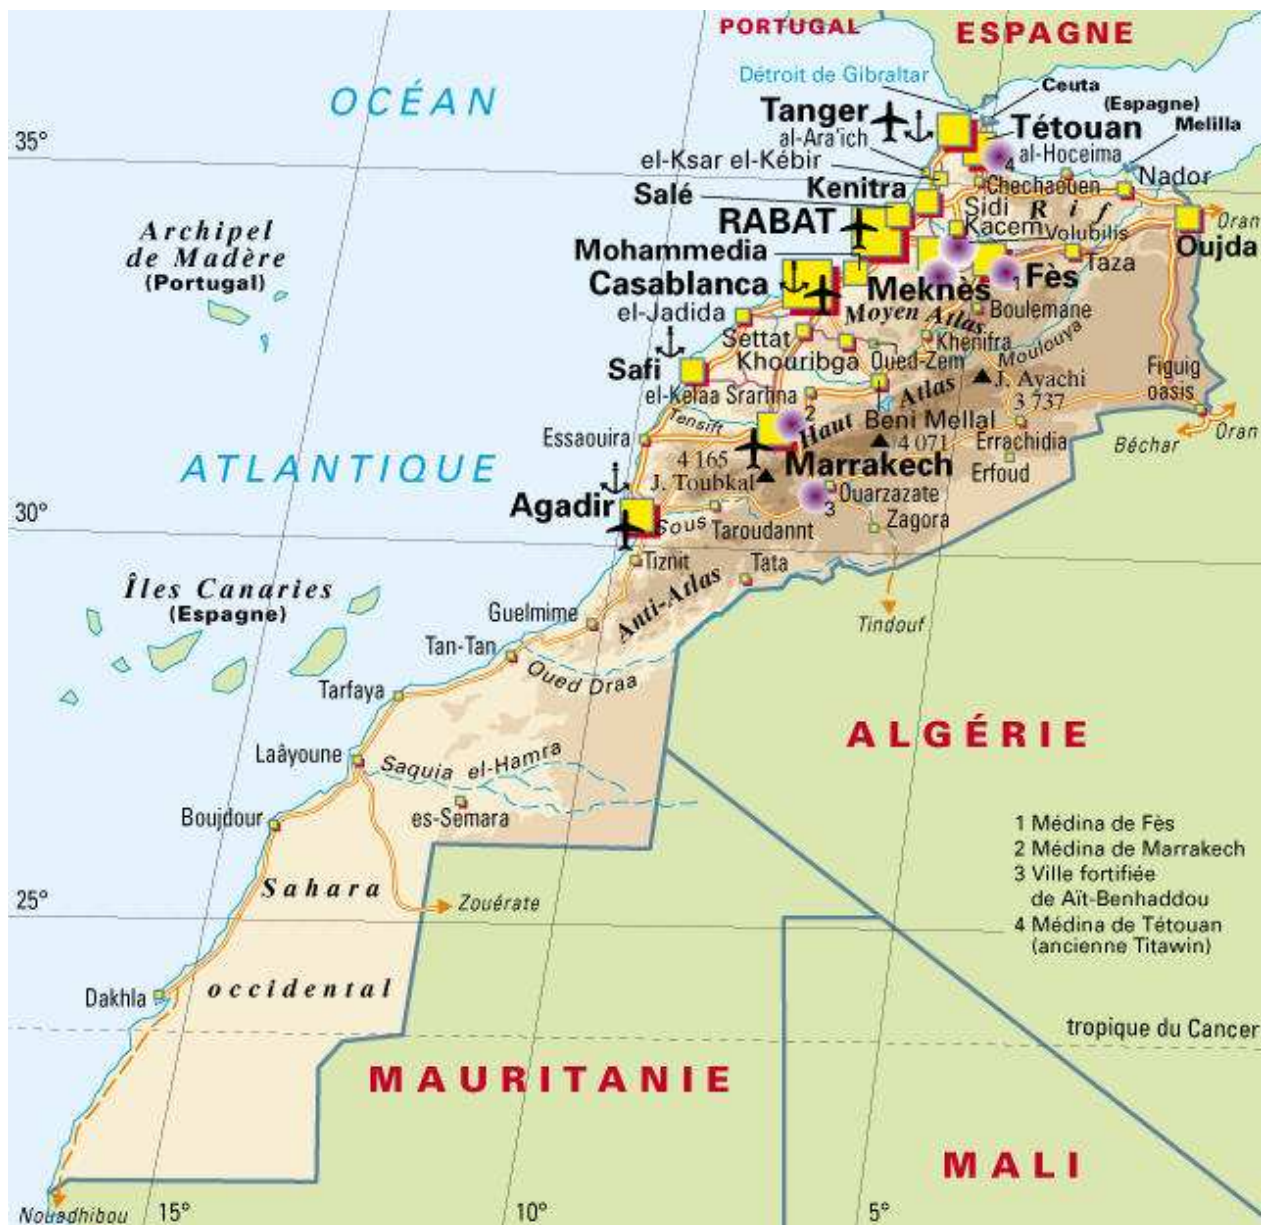 PORTUGAL
ESPAGNE
OCÉAN
Détroit de Gibraltar
Ceuta
(Espagne)
Melilla
Tanger
Tétouan
35°
al-Ara'ich
4 al-Hoceima
el-Ksar el-Kébir
Chechaouen
Nador
Kenitra
Salé
Sidi
Kacem
Rif
Oran
RABAT
Volubilis
Oujda
Archipel
de Madère
(Portugal)
Mohammedia
Taza
Casablanca
Meknès
1
Fès
el-Jadida
Moyen Atlas
Boulemane
Settat
Khenifra
Moulouya
Khouribga
Oued-Zem
Safi
J. Ayachi
3 737
Figuig
oasis
el-Kelaa Srarhna
Haut Atlas
2
Beni Mellal
Tensift
Essaouira
4 071
Errachidia
Béchar
Oran
ATLANTIQUE
4 165
J. Toubkal
Marrakech
Erfoud
Agadir
Ouarzazate
3
30°
Sous
Taroudannt
Zagora
Tiznit
Tata
Îles Canaries
(Espagne)
Guelmime
Anti-Atlas
Tindouf
Tan-Tan
Oued Draa
Tarfaya
ALGÉRIE
Laâyoune
Saquia el-Hamra
Boujdour
es-Semara
1 Médina de Fès
2 Médina de Marrakech
3 Ville fortifiée
de Aït-Benhaddou
4 Médina de Tétouan
(ancienne Titawin)
Sahara
Zouérate
25°
occidental
Dakhla
tropique du Cancer
MAURITANIE
MALI
Nouadhibou
15°
10°
5°